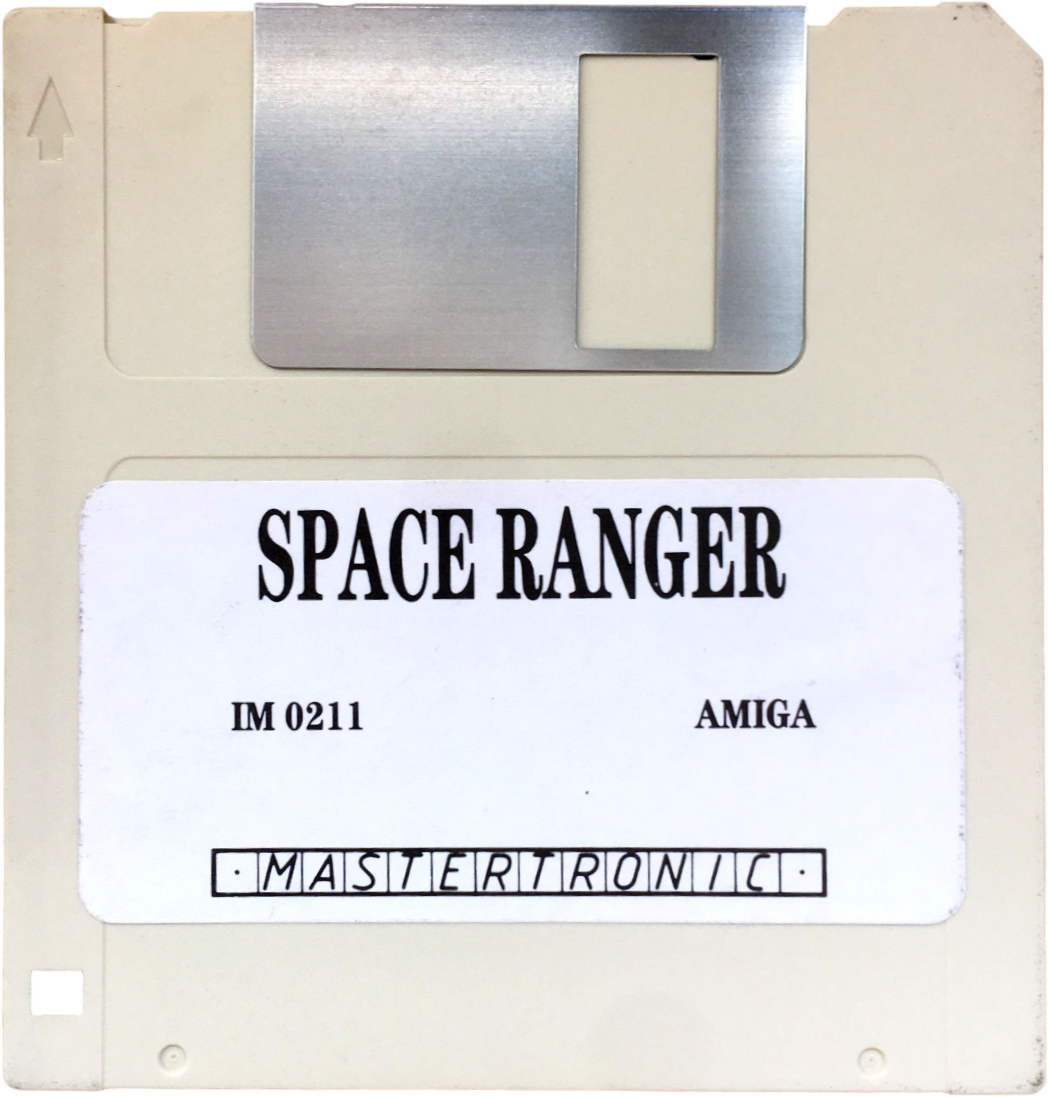 SPACE RANGER
IM 0211 AMIGA
·MASTERTRONIC·